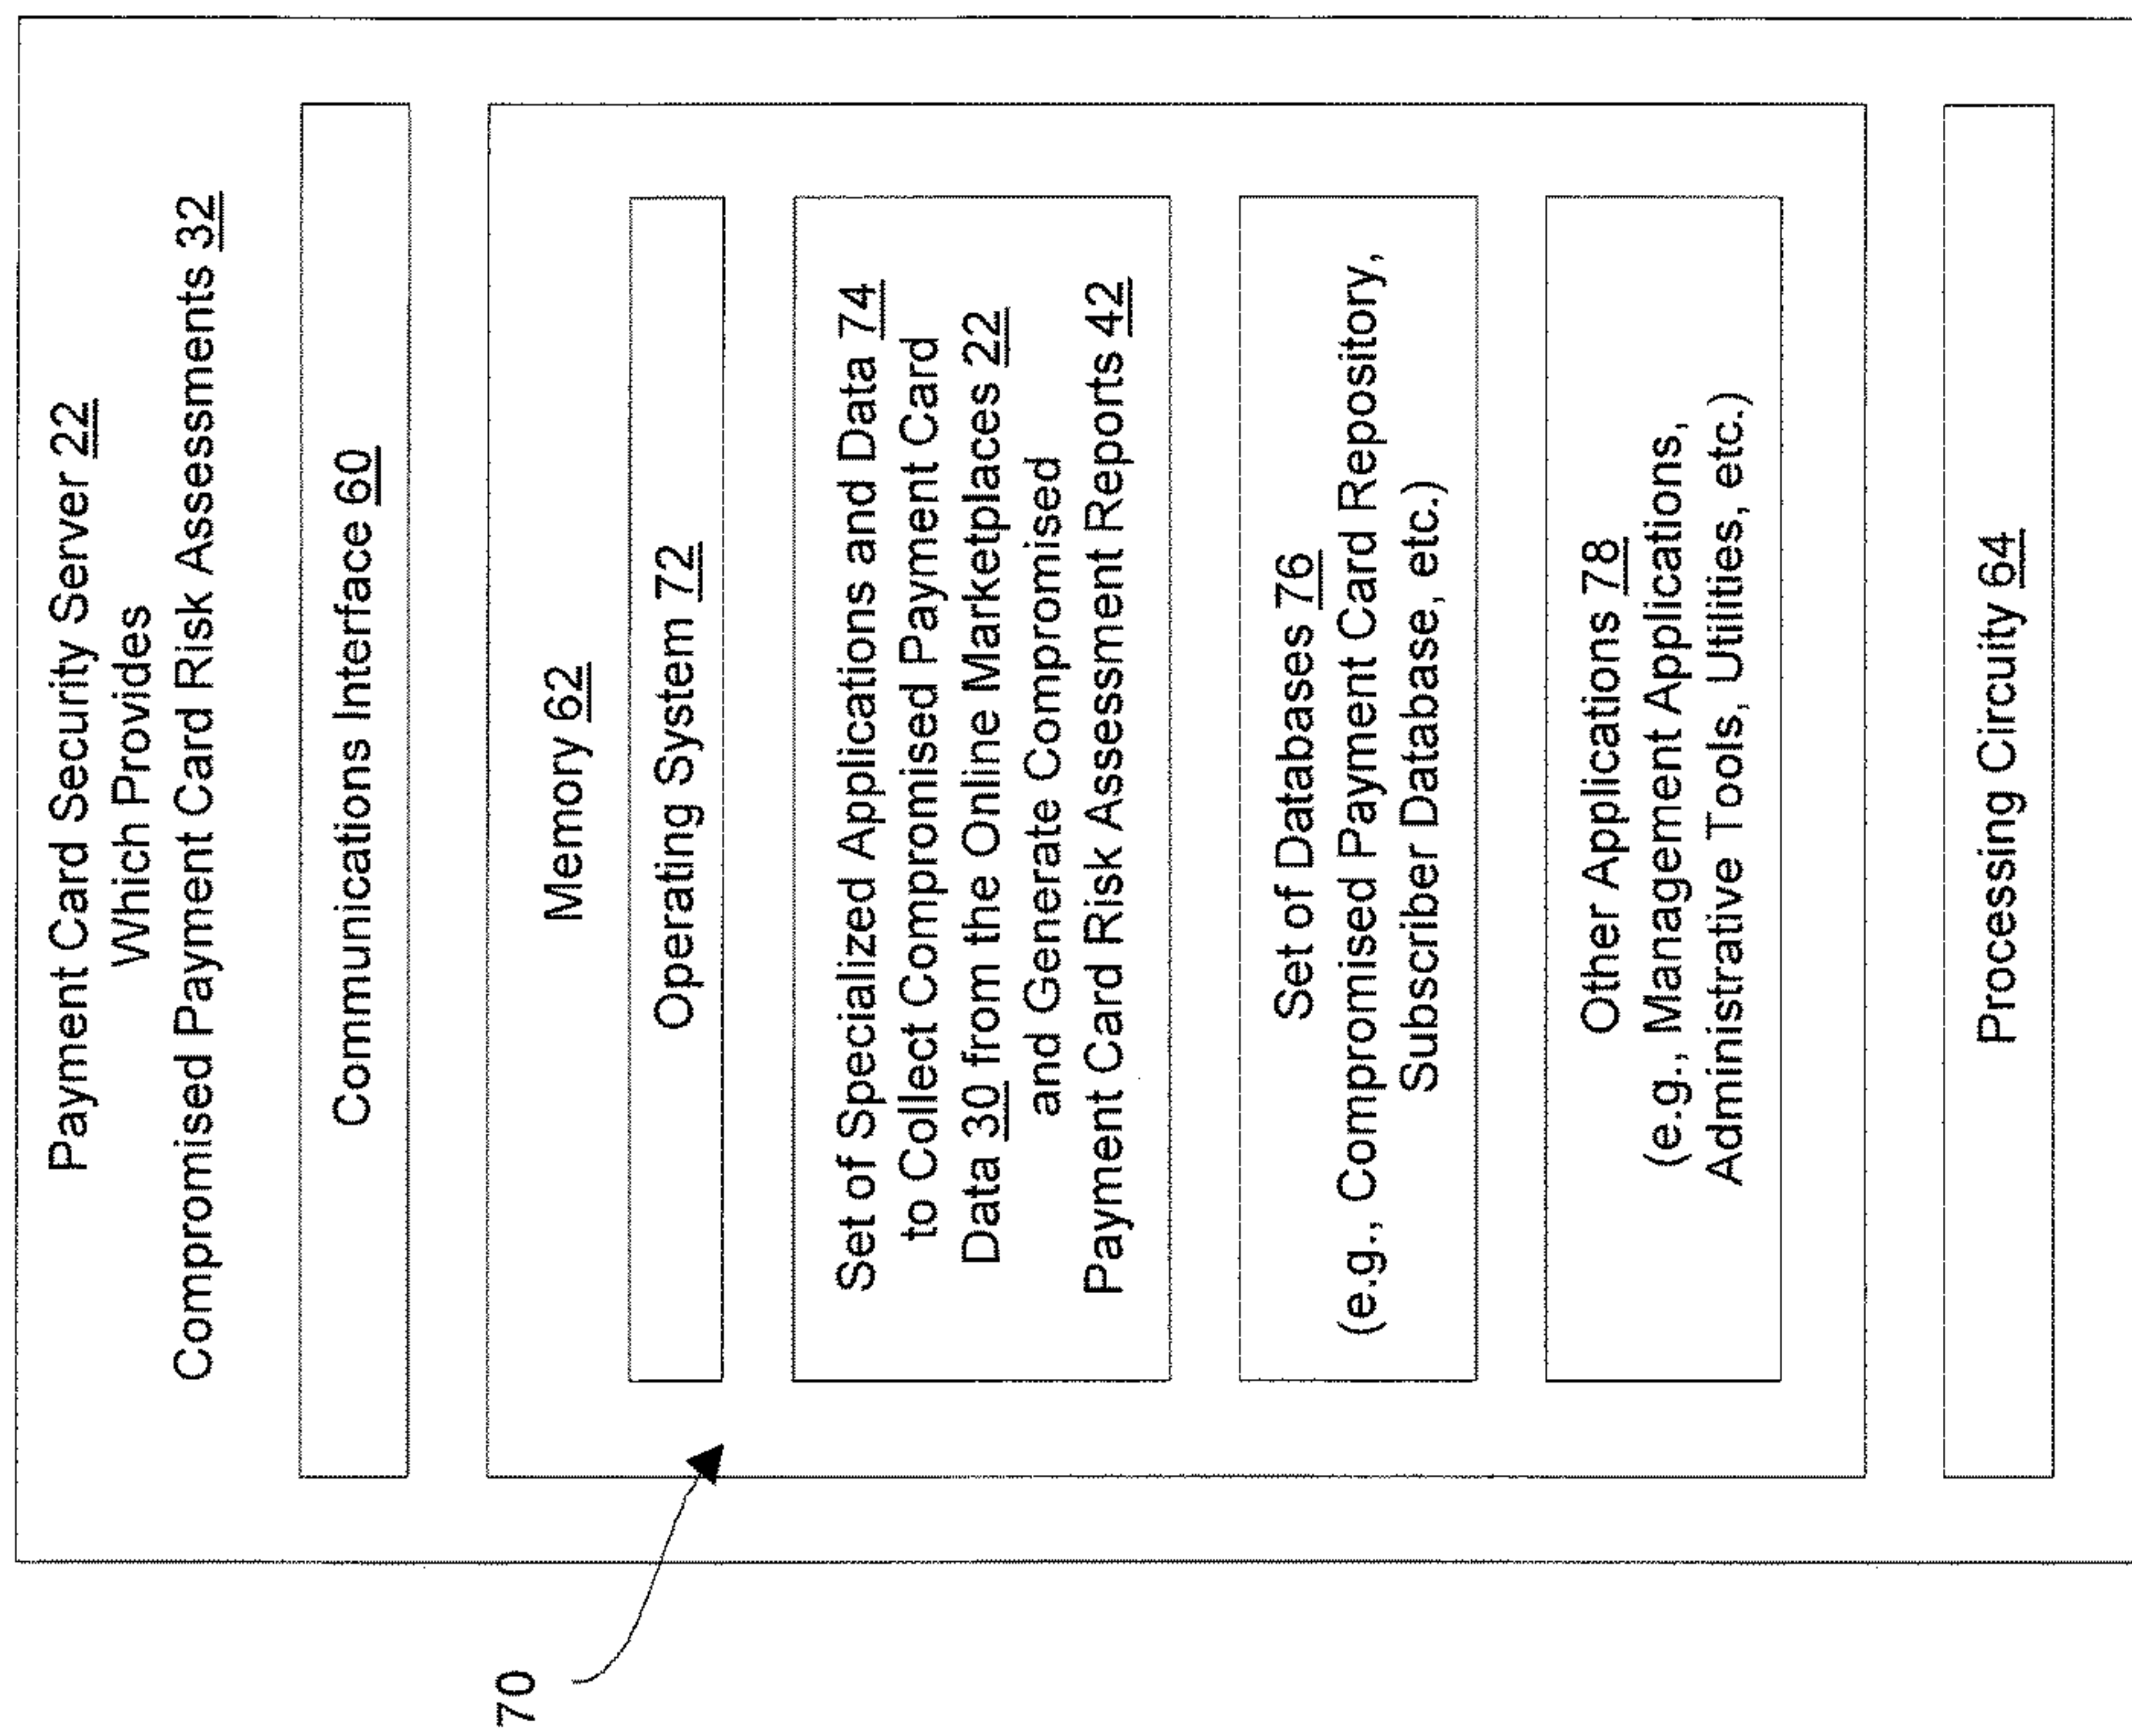 Payment Card Security Server 22
Which Provides
Compromised Payment Card Risk Assessments 32
Communications Interface 60
Memory 62
Operating System 72
Set of Specialized Applications and Data 74
to Collect Compromised Payment Card
Data 30 from the Online Marketplaces 22
and Generate Compromised
Payment Card Risk Assessment Reports 42
Set of Databases 76
(e.g., Compromised Payment Card Repository,
Subscriber Database, etc.)
Other Applications 78
(e.g., Management Applications,
Administrative Tools, Utilities, etc.)
Processing Circuity 64
70